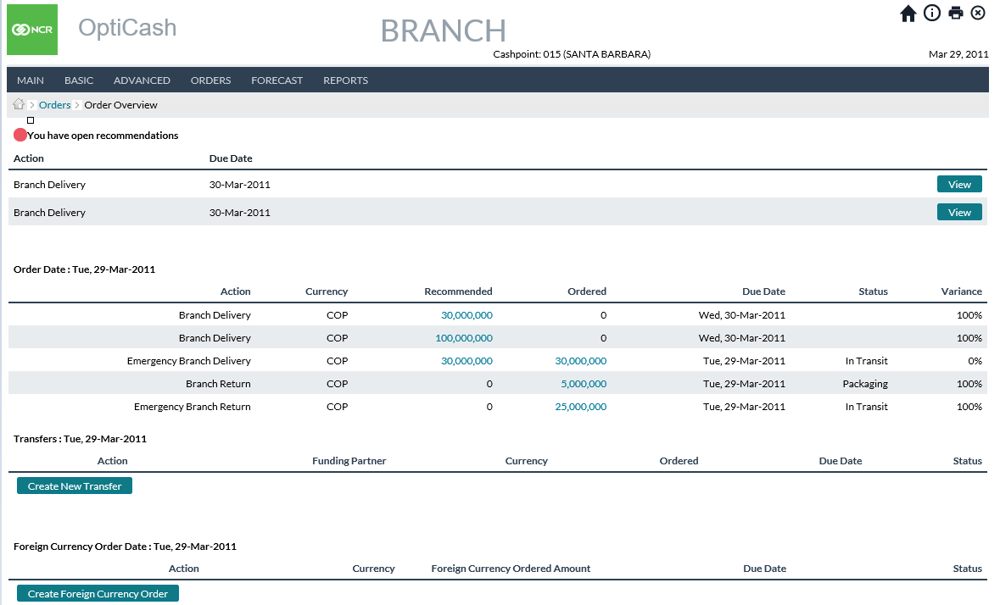 NCR OptiCash BRANCH
Cashpoint: 015 (SANTA BARBARA) Mar 29, 2011
MAIN BASIC ADVANCED ORDERS FORECAST REPORTS
Orders > Order Overview
You have open recommendations
Action Due Date
Branch Delivery 30-Mar-2011 View
Branch Delivery 30-Mar-2011 View
Order Date : Tue, 29-Mar-2011
Action Currency Recommended Ordered Due Date Status Variance
Branch Delivery COP 30,000,000 0 Wed, 30-Mar-2011 100%
Branch Delivery COP 100,000,000 0 Wed, 30-Mar-2011 100%
Emergency Branch Delivery COP 30,000,000 30,000,000 Tue, 29-Mar-2011 In Transit 0%
Branch Return COP 0 5,000,000 Tue, 29-Mar-2011 Packaging 100%
Emergency Branch Return COP 0 25,000,000 Tue, 29-Mar-2011 In Transit 100%
Transfers : Tue, 29-Mar-2011
Action Funding Partner Currency Ordered Due Date Status
Create New Transfer
Foreign Currency Order Date : Tue, 29-Mar-2011
Action Currency Foreign Currency Ordered Amount Due Date Status
Create Foreign Currency Order